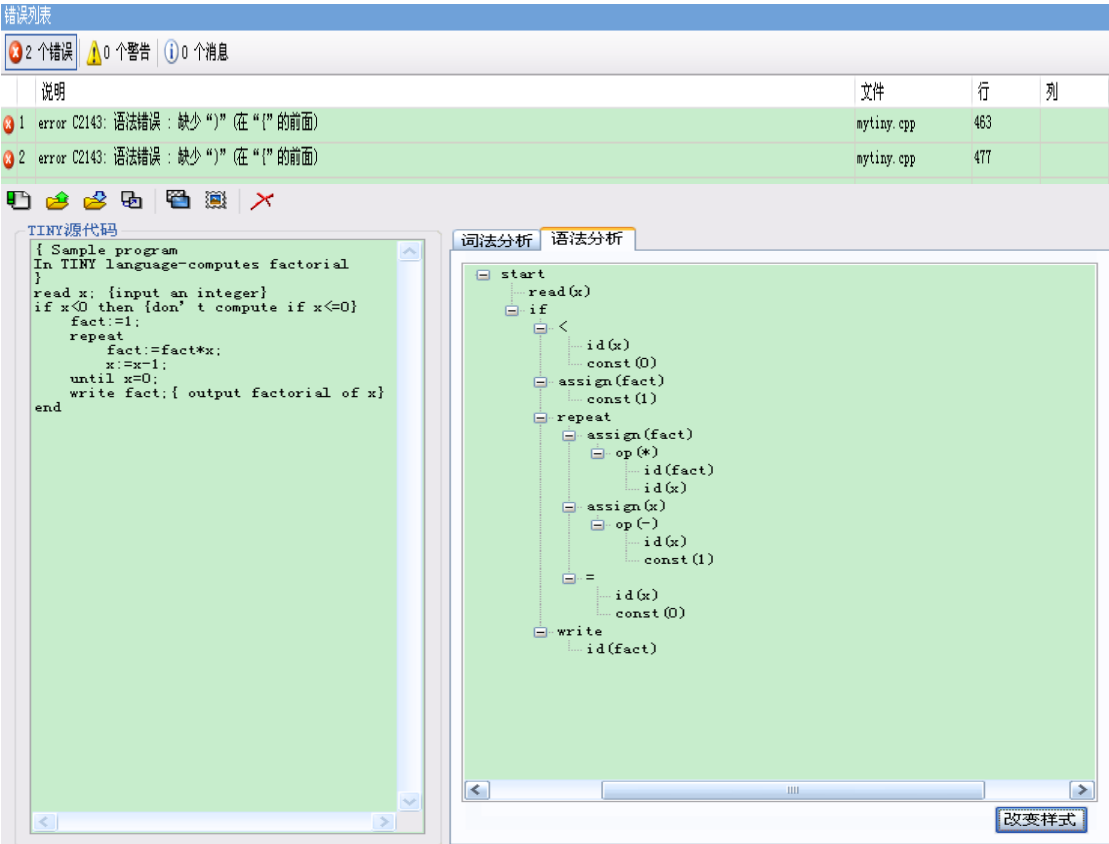 错误列表
2 个错误 0 个警告 0 个消息
说明 文件 行 列
1 error C2143: 语法错误 : 缺少“)”(在“{”的前面) mytiny.cpp 463
2 error C2143: 语法错误 : 缺少“)”(在“{”的前面) mytiny.cpp 477
TINY源代码
{ Sample program
In TINY language-computes factorial
}
read x; {input an integer}
if x<0 then {don’t compute if x<=0}
fact:=1;
repeat
fact:=fact*x;
x:=x-1;
until x=0;
write fact;{ output factorial of x}
end
词法分析 语法分析
start
read(x)
if
<
id(x)
const(0)
assign(fact)
const(1)
repeat
assign(fact)
op(*)
id(fact)
id(x)
assign(x)
op(-)
id(x)
const(1)
=
id(x)
const(0)
write
id(fact)
改变样式